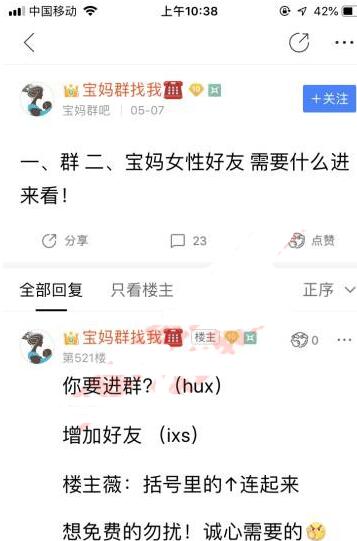 中国移动
上午10:38
42%
宝妈群找我
10
宝妈群吧 | 05-07
+关注
一、群 二、宝妈女性好友 需要什么进
来看！
分享
23
点赞
全部回复
只看楼主
正序
宝妈群找我
楼主
0
第521楼
你要进群？（hux）
增加好友 （ixs）
楼主薇：括号里的↑连起来
想免费的勿扰！诚心需要的